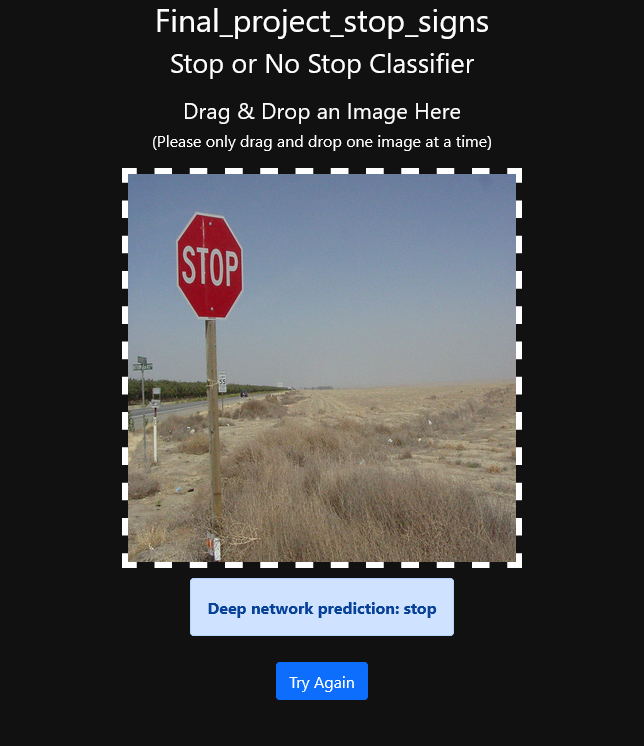 Final_project_stop_signs
Stop or No Stop Classifier
Drag & Drop an Image Here
(Please only drag and drop one image at a time)
STOP
55
Deep network prediction: stop
Try Again